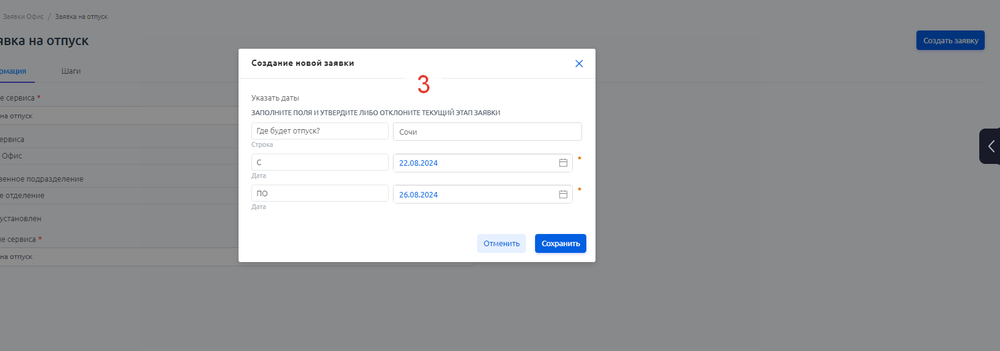 Заявки Офис / Заявка на отпуск
явка на отпуск
Создать заявку
рмация Шаги
е сервиса *
на отпуск
ервиса
Офис
венное подразделение
е отделение
установлен
ие сервиса *
на отпуск
Создание новой заявки
3
Указать даты
ЗАПОЛНИТЕ ПОЛЯ И УТВЕРДИТЕ ЛИБО ОТКЛОНИТЕ ТЕКУЩИЙ ЭТАП ЗАЯВКИ
Где будет отпуск? Сочи
Строка
С 22.08.2024 *
Дата
ПО 26.08.2024 *
Дата
Отменить Сохранить